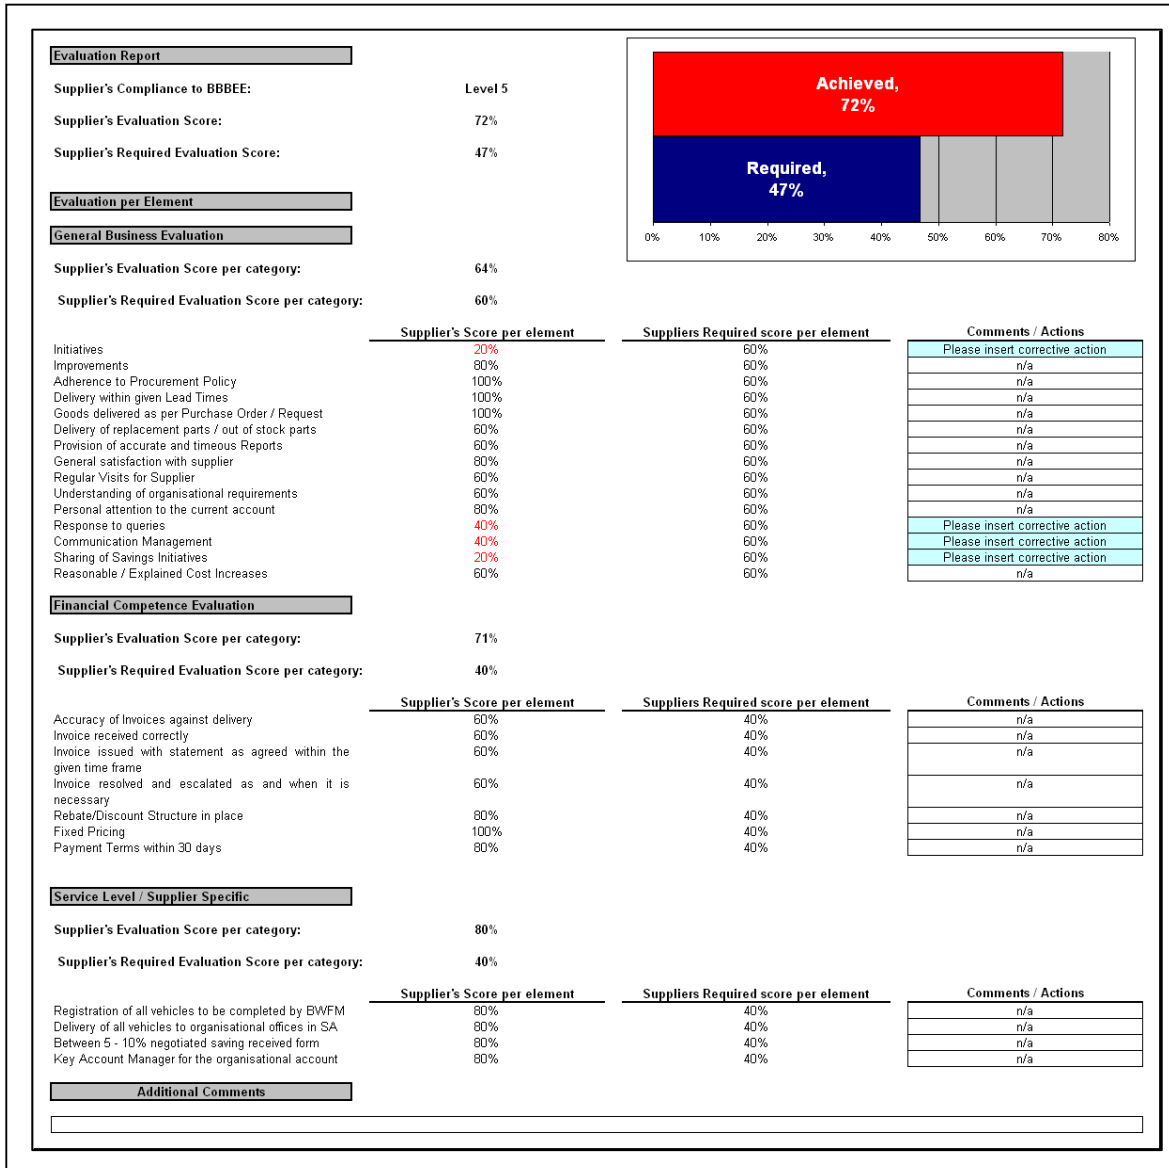 Evaluation Report
Supplier's Compliance to BBBEE: Level 5
Supplier's Evaluation Score: 72%
Supplier's Required Evaluation Score: 47%
Achieved,
72%
Required,
47%
0% 10% 20% 30% 40% 50% 60% 70% 80%
Evaluation per Element
General Business Evaluation
Supplier's Evaluation Score per category: 64%
Supplier's Required Evaluation Score per category: 60%
Supplier's Score per element Suppliers Required score per element Comments / Actions
Initiatives 20% 60% Please insert corrective action
Improvements 80% 60% n/a
Adherence to Procurement Policy 100% 60% n/a
Delivery within given Lead Times 100% 60% n/a
Goods delivered as per Purchase Order / Request 100% 60% n/a
Delivery of replacement parts / out of stock parts 60% 60% n/a
Provision of accurate and timeous Reports 60% 60% n/a
General satisfaction with supplier 80% 60% n/a
Regular Visits for Supplier 60% 60% n/a
Understanding of organisational requirements 60% 60% n/a
Personal attention to the current account 80% 60% n/a
Response to queries 40% 60% Please insert corrective action
Communication Management 40% 60% Please insert corrective action
Sharing of Savings Initiatives 20% 60% Please insert corrective action
Reasonable / Explained Cost Increases 60% 60% n/a
Financial Competence Evaluation
Supplier's Evaluation Score per category: 71%
Supplier's Required Evaluation Score per category: 40%
Supplier's Score per element Suppliers Required score per element Comments / Actions
Accuracy of Invoices against delivery 60% 40% n/a
Invoice received correctly 60% 40% n/a
Invoice issued with statement as agreed within the 60% 40% n/a
given time frame
Invoice resolved and escalated as and when it is 60% 40% n/a
necessary
Rebate/Discount Structure in place 80% 40% n/a
Fixed Pricing 100% 40% n/a
Payment Terms within 30 days 80% 40% n/a
Service Level / Supplier Specific
Supplier's Evaluation Score per category: 80%
Supplier's Required Evaluation Score per category: 40%
Supplier's Score per element Suppliers Required score per element Comments / Actions
Registration of all vehicles to be completed by BWFM 80% 40% n/a
Delivery of all vehicles to organisational offices in SA 80% 40% n/a
Between 5 - 10% negotiated saving received form 80% 40% n/a
Key Account Manager for the organisational account 80% 40% n/a
Additional Comments